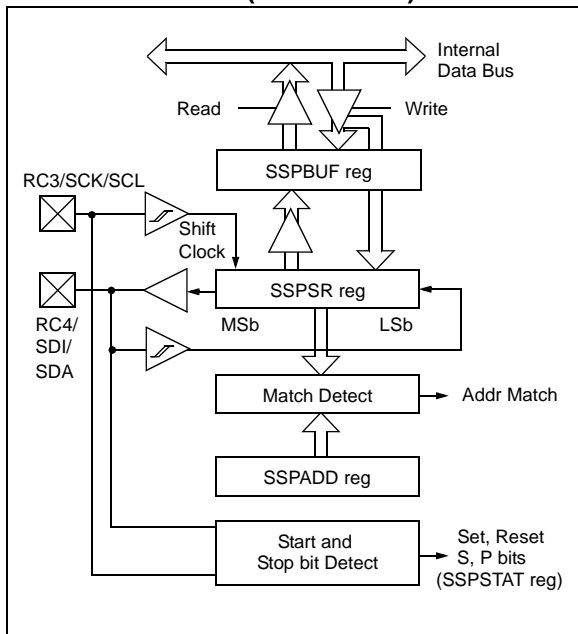 Internal
Data Bus
Read
Write
SSPBUF reg
RC3/SCK/SCL
Shift
Clock
SSPSR reg
MSb
LSb
RC4/
SDI/
SDA
Match Detect
Addr Match
SSPADD reg
Start and
Stop bit Detect
Set, Reset
S, P bits
(SSPSTAT reg)